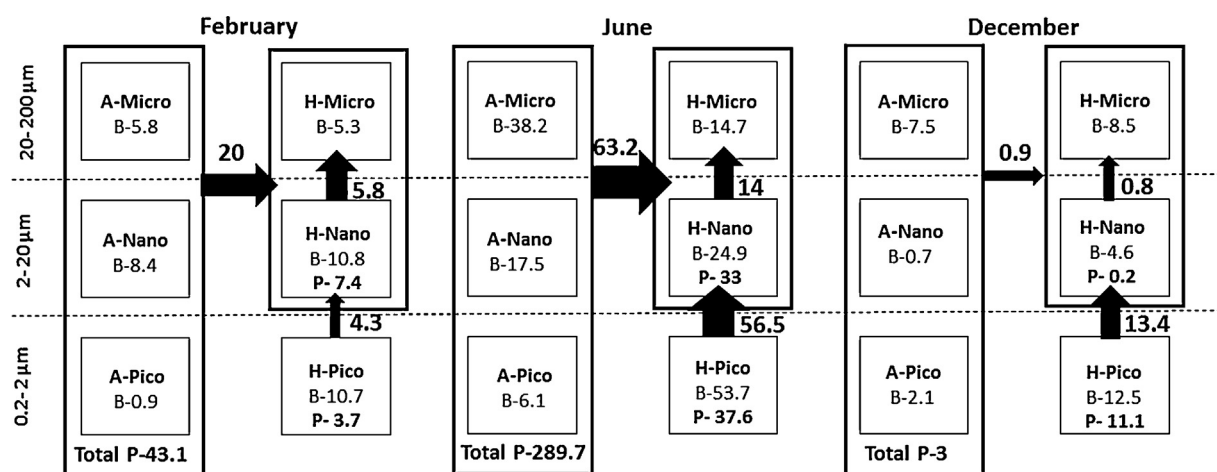 February
June
December
20-200µm
2-20µm
0.2-2µm
A-Micro
B-5.8
A-Nano
B-8.4
A-Pico
B-0.9
Total P-43.1
20
H-Micro
B-5.3
5.8
H-Nano
B-10.8
P- 7.4
4.3
H-Pico
B-10.7
P- 3.7
A-Micro
B-38.2
A-Nano
B-17.5
A-Pico
B-6.1
Total P-289.7
63.2
H-Micro
B-14.7
14
H-Nano
B-24.9
P- 33
56.5
H-Pico
B-53.7
P- 37.6
A-Micro
B-7.5
A-Nano
B-0.7
A-Pico
B-2.1
Total P-3
0.9
H-Micro
B-8.5
0.8
H-Nano
B-4.6
P- 0.2
13.4
H-Pico
B-12.5
P- 11.1